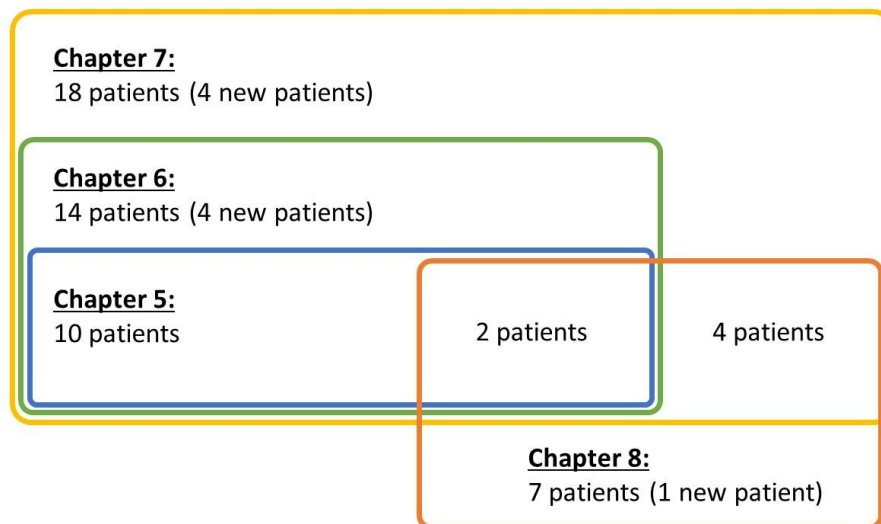 Chapter 7:
18 patients (4 new patients)
Chapter 6:
14 patients (4 new patients)
Chapter 5:
10 patients
2 patients
4 patients
Chapter 8:
7 patients (1 new patient)